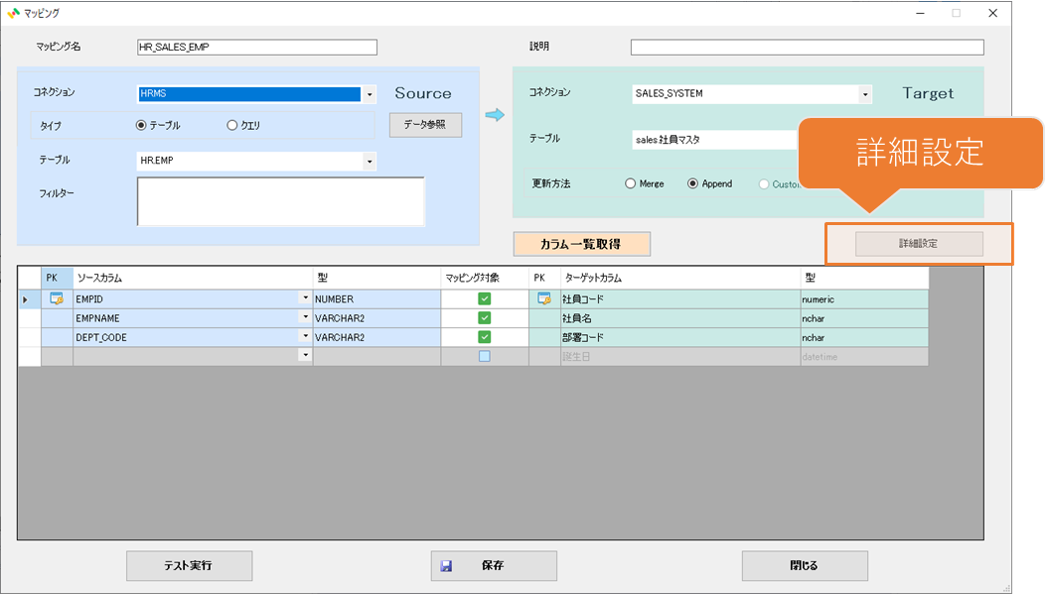 マッピング
マッピング名 HR_SALES_EMP 説明
コネクション HRMS Source コネクション SALES_SYSTEM Target
タイプ テーブル クエリ データ参照
テーブル sales.社員マスタ
詳細設定
テーブル HR.EMP
更新方法 Merge Append
フィルター
カラム一覧取得 詳細設定
PK ソースカラム 型 マッピング対象 PK ターゲットカラム 型
EMPID NUMBER 社員コード numeric
EMPNAME VARCHAR2 社員名 nchar
DEPT_CODE VARCHAR2 部署コード nchar
誕生日 datetime
テスト実行 保存 閉じる